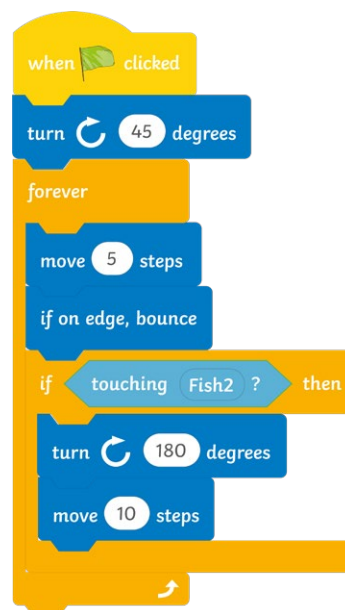 when clicked
turn 45 degrees
forever
move 5 steps
if on edge, bounce
if touching Fish2 ? then
turn 180 degrees
move 10 steps